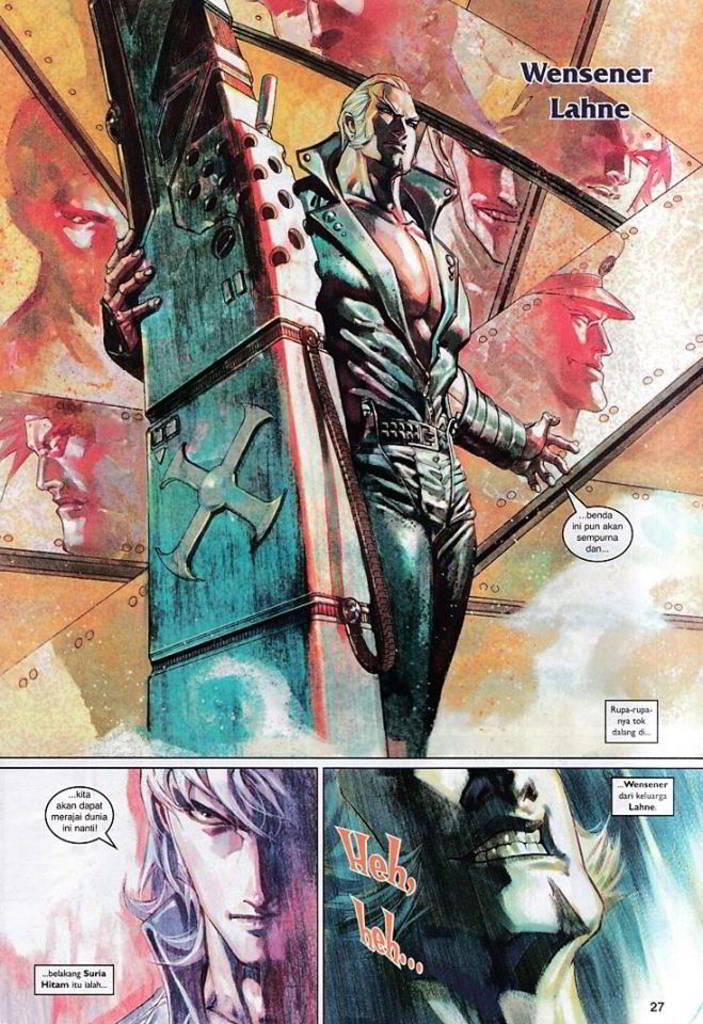 Wensener
Lahne
...benda
ini pun akan
sempurna
dan...
Rupa-rupa-
nya tok
dalang di...
...kita
akan dapat
merajai dunia
ini nanti!
...belakang Suria
Hitam itu ialah...
...Wensener
dari keluarga
Lahne.
Heh,
heh...
27